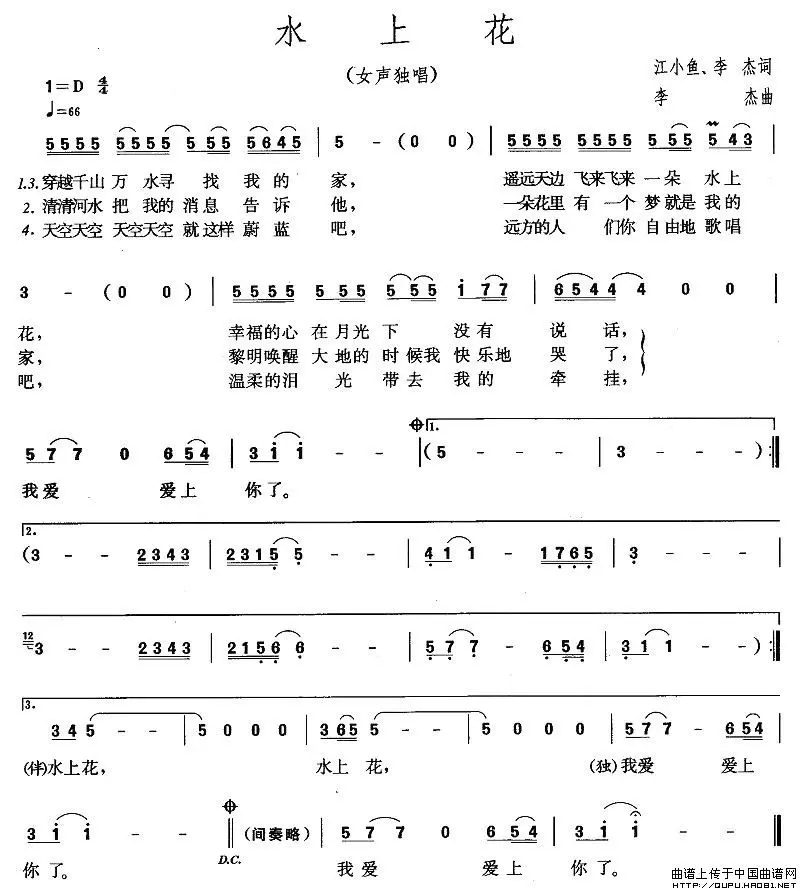 水上花
(女声独唱)
1=D 4/4
♩=66
江小鱼、李 杰词
李 杰曲
5555 5555 5 55 5645 | 5 - (0 0) | 5555 5555 5 55 5 43 |
1.3.穿越千山 万 水寻 找 我 的 家， 遥远天边 飞来飞来 一朵 水上
2.清清河水 把 我的 消息 告 诉 他， 一朵花里 有 一个 梦就是 我的
4.天空天空 天空天空 就这样 蔚 蓝 吧， 远方的人 们你 自由地 歌唱
3 - (0 0) | 5555 5 55 5 55 i 77 | 6544 4 0 0 |
花， 幸福的心 在月光 下 没有 说 话，
家， 黎明唤醒 大地的 时候我 快乐地 哭 了，
吧， 温柔的泪 光 带去 我的 牵 挂，
5 77 0 654 | 3 i i - - | 1. (5 - - - | 3 - - - ) :|
我爱 爱上 你了。
2.
(3 - - 2343 | 2315 5 - - | 4 1 1 - - 1765 | 3 - - -
12 3 - - 2343 | 2156 6 - - | 5 7 7 - 6 54 | 3 1 1 - - ) :|
3.
3 4 5 - - | 5 0 0 0 | 365 5 - - | 5 0 0 0 | 5 7 7 - 6 54 |
(伴)水上花， 水上 花， (独)我爱 爱上
3 i i - - || (间奏略) | 5 7 7 0 6 54 | 3 i i - - ||
你了。 D.C. 我爱 爱上 你了。
曲谱上传于中国曲谱网
HTTP://QUPU.HAO81.NET